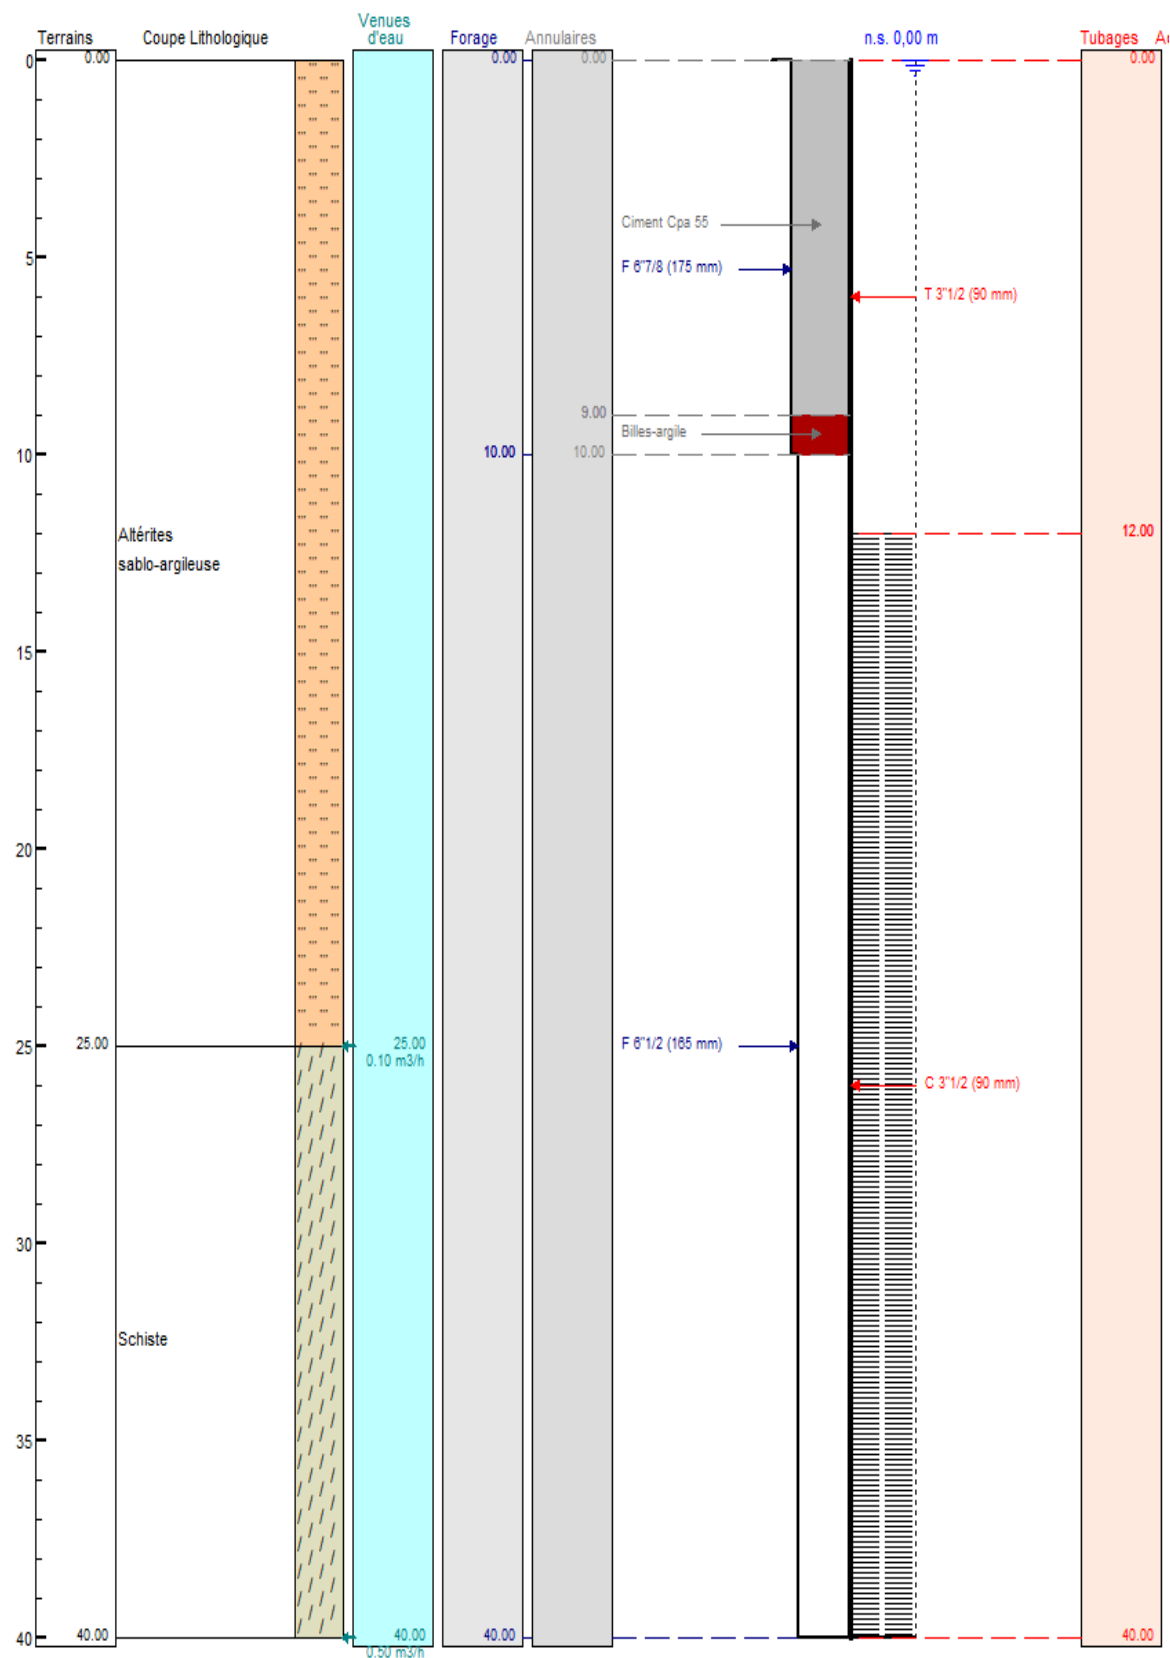 Terrains
Coupe Lithologique
Venues
d'eau
Forage
Annulaires
n.s. 0,00 m
Tubages
0
0.00
0.00
0.00
0.00
Ciment Cpa 55
5
F 6"7/8 (175 mm)
T 3"1/2 (90 mm)
9.00
Billes-argile
10
10.00
10.00
12.00
Altérites
sablo-argileuse
15
20
25
25.00
25.00
0.10 m3/h
F 6"1/2 (165 mm)
C 3"1/2 (90 mm)
30
Schiste
35
40
40.00
40.00
0.50 m3/h
40.00
40.00